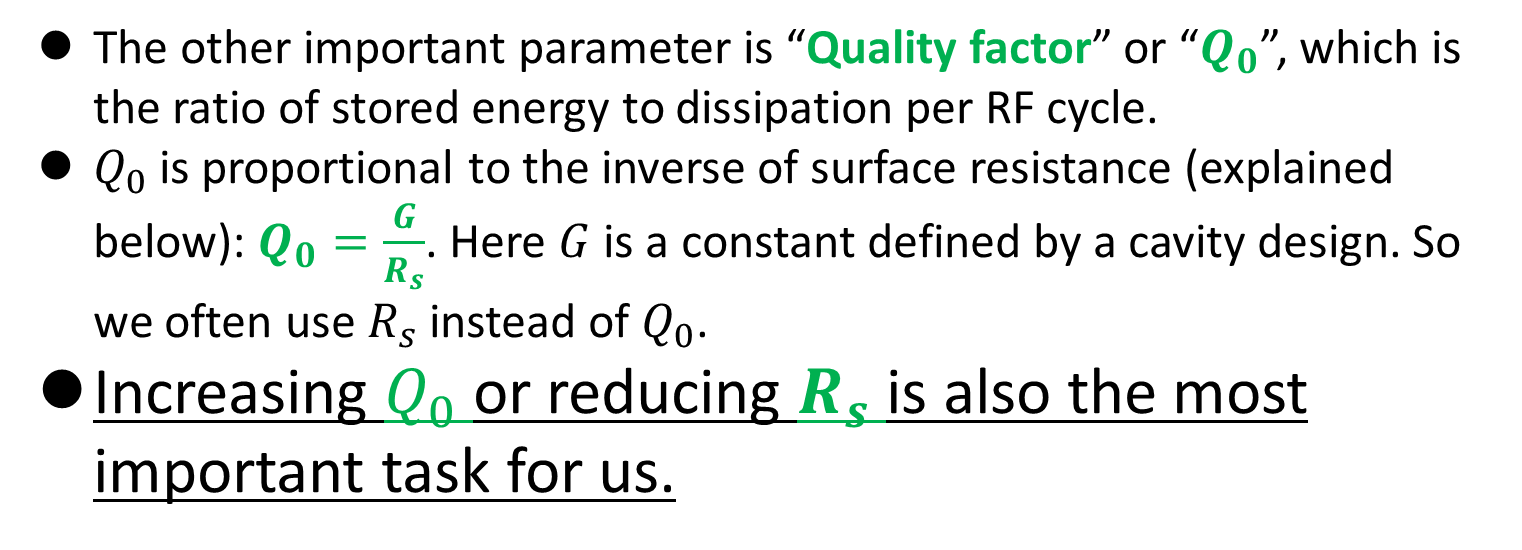 ● The other important parameter is “Quality factor” or “Q₀”, which is
the ratio of stored energy to dissipation per RF cycle.
● Q₀ is proportional to the inverse of surface resistance (explained
below): Q₀ = G/Rₛ. Here G is a constant defined by a cavity design. So
we often use Rₛ instead of Q₀.
● Increasing Q₀ or reducing Rₛ is also the most
important task for us.